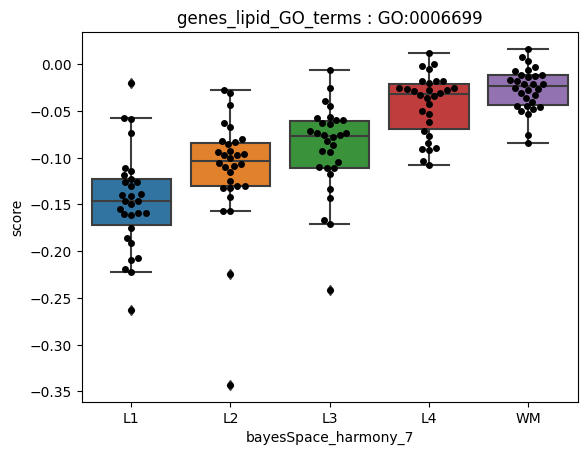 genes_lipid_GO_terms : GO:0006699
score
0.00
−0.05
−0.10
−0.15
−0.20
−0.25
−0.30
−0.35
L1 L2 L3 L4 WM
bayesSpace_harmony_7